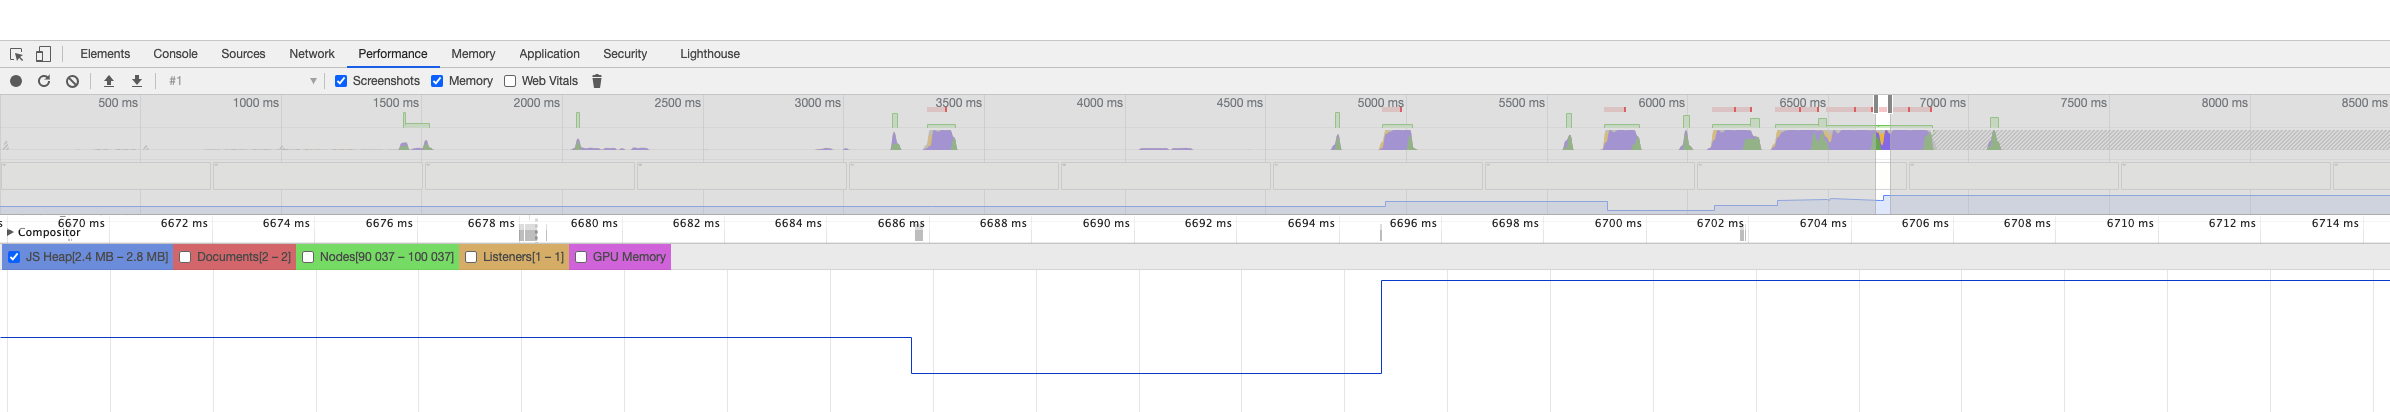 Elements Console Sources Network Performance Memory Application Security Lighthouse
#1 Screenshots Memory Web Vitals
500 ms 1000 ms 1500 ms 2000 ms 2500 ms 3000 ms 3500 ms 4000 ms 4500 ms 5000 ms 5500 ms 6000 ms 6500 ms 7000 ms 7500 ms 8000 ms 8500 ms
6670 ms 6672 ms 6674 ms 6676 ms 6678 ms 6680 ms 6682 ms 6684 ms 6686 ms 6688 ms 6690 ms 6692 ms 6694 ms 6696 ms 6698 ms 6700 ms 6702 ms 6704 ms 6706 ms 6708 ms 6710 ms 6712 ms 6714 ms
Compositor
JS Heap[2.4 MB – 2.8 MB] Documents[2 – 2] Nodes[90 037 – 100 037] Listeners[1 – 1] GPU Memory